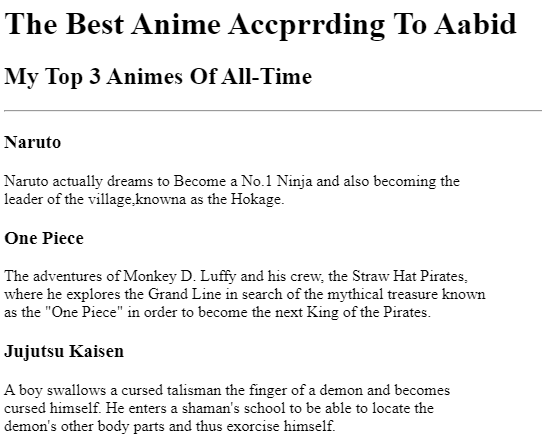 The Best Anime Accprrding To Aabid
My Top 3 Animes Of All-Time
Naruto
Naruto actually dreams to Become a No.1 Ninja and also becoming the
leader of the village,knowna as the Hokage.
One Piece
The adventures of Monkey D. Luffy and his crew, the Straw Hat Pirates,
where he explores the Grand Line in search of the mythical treasure known
as the "One Piece" in order to become the next King of the Pirates.
Jujutsu Kaisen
A boy swallows a cursed talisman the finger of a demon and becomes
cursed himself. He enters a shaman's school to be able to locate the
demon's other body parts and thus exorcise himself.